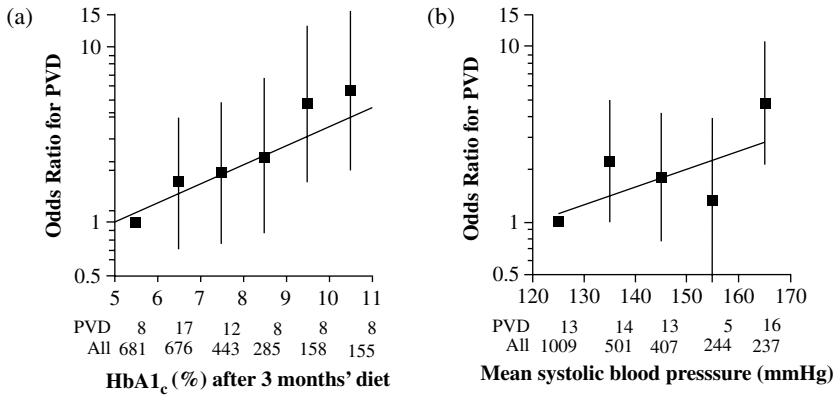 (a)
15
10
1
0.5
Odds Ratio for PVD
5 6 7 8 9 10 11
PVD 8 17 12 8 8 8
All 681 676 443 285 158 155
HbA1c (%) after 3 months' diet
(b)
15
10
1
0.5
Odds Ratio for PVD
120 130 140 150 160 170
PVD 13 14 13 5 16
All 1009 501 407 244 237
Mean systolic blood presssure (mmHg)